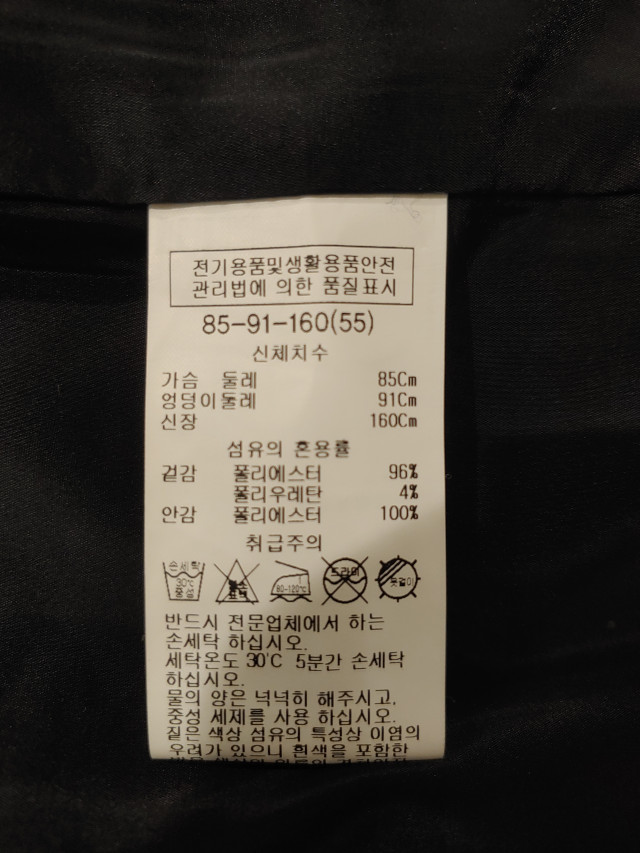 전기용품및생활용품안전
관리법에 의한 품질표시
85-91-160(55)
신체치수
가슴 둘레 85Cm
엉덩이둘레 91Cm
신장 160Cm
섬유의 혼용률
겉감 폴리에스터 96%
폴리우레탄 4%
안감 폴리에스터 100%
취급주의
손세탁
30℃
중성
80-120℃
드라이
옷걸이
반드시 전문업체에서 하는
손세탁 하십시오.
세탁온도 30℃ 5분간 손세탁
하십시오.
물의 양은 넉넉히 해주시고,
중성 세제를 사용 하십시오.
짙은 색상 섬유의 특성상 이염의
우려가 있으니 흰색을 포함한